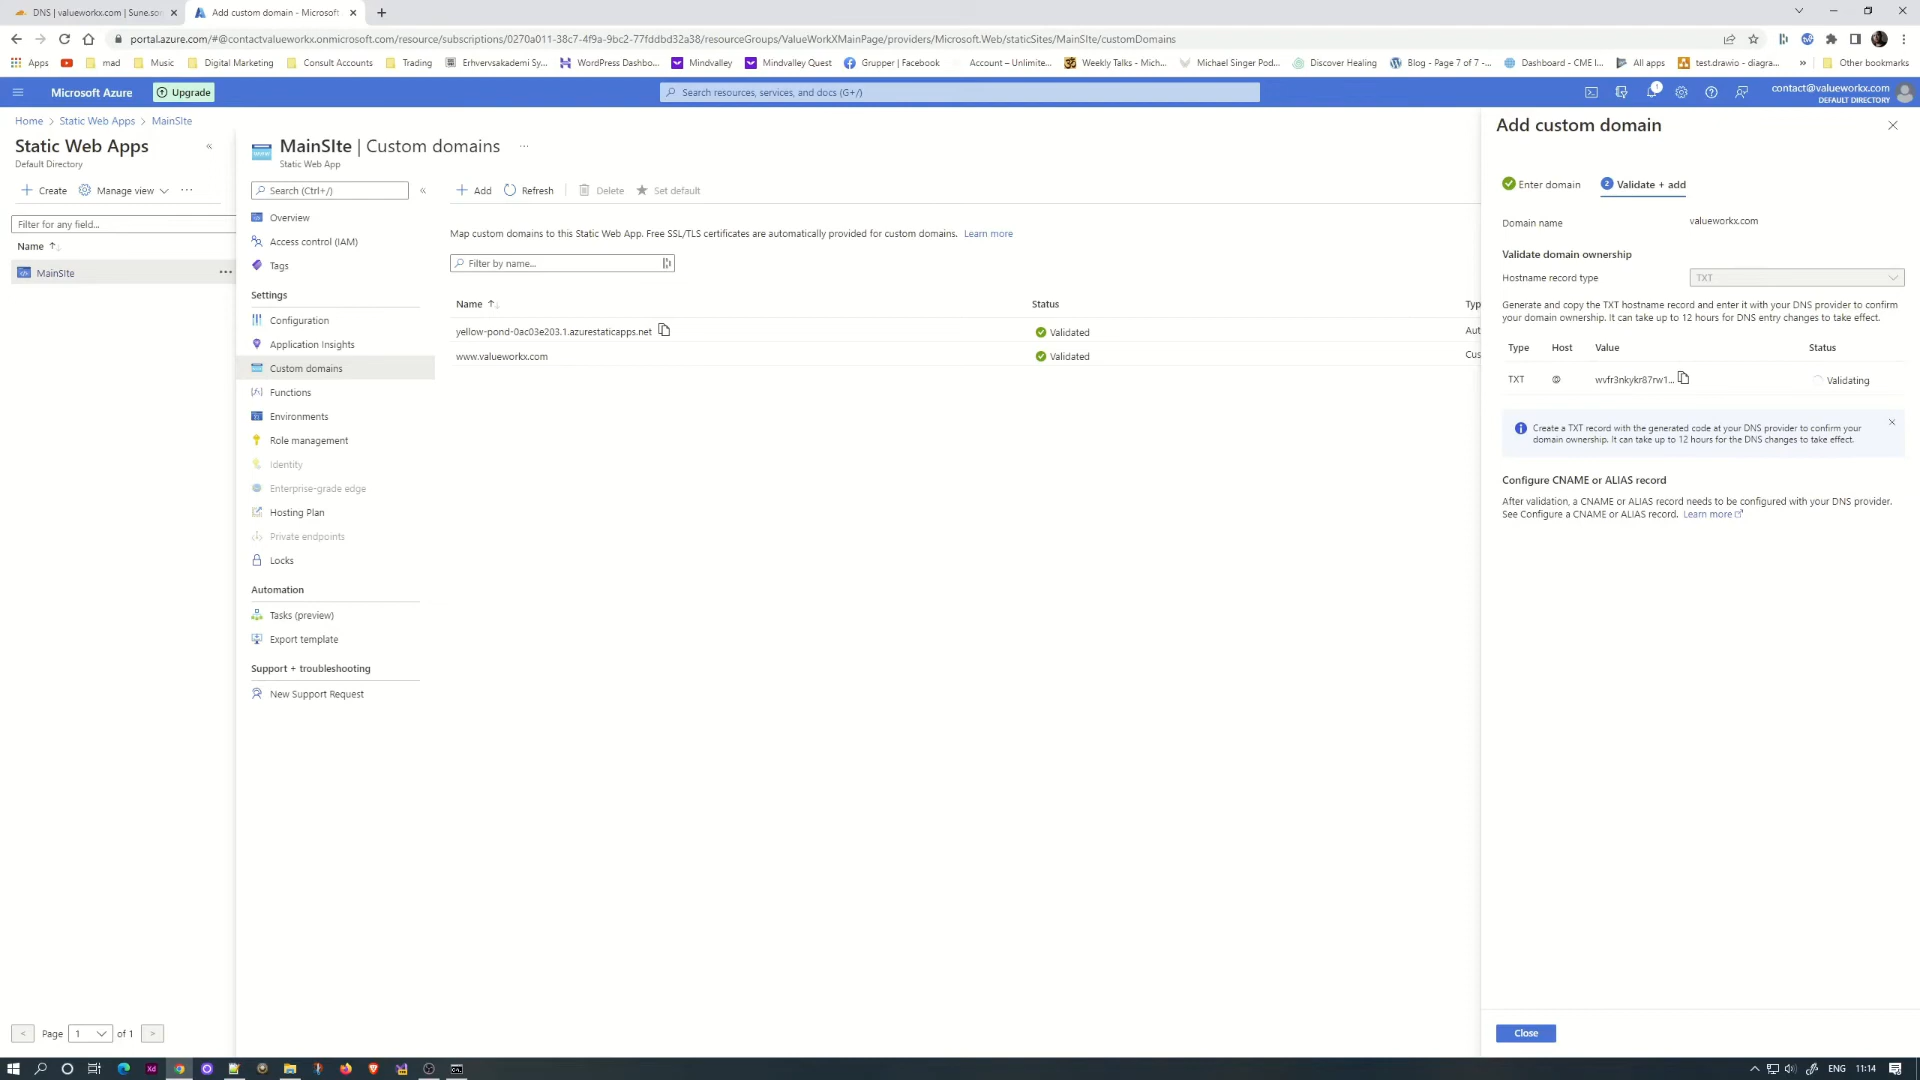 DNS | valueworkx.com | Sune.sor
Add custom domain - Microsoft
portal.azure.com/#@contactvalueworkx.onmicrosoft.com/resource/subscriptions/0270a011-38c7-4f9a-9bc2-77fddbd32a38/resourceGroups/ValueWorkXMainPage/providers/Microsoft.Web/staticSites/MainSIte/customDomains
Apps mad Music Digital Marketing Consult Accounts Trading Erhvervsakademi Sy... WordPress Dashbo... Mindvalley Mindvalley Quest Grupper | Facebook Account – Unlimite... Weekly Talks - Mich... Michael Singer Pod... Discover Healing Blog - Page 7 of 7 -... Dashboard - CME I... All apps test.drawio - diagra... » Other bookmarks
Microsoft Azure Upgrade Search resources, services, and docs (G+/) 1 contact@valueworkx.com
DEFAULT DIRECTORY
Home > Static Web Apps > MainSIte
Static Web Apps «
Default Directory
+ Create Manage view ...
Filter for any field...
Name ↑↓
MainSIte ...
Page 1 of 1
MainSIte | Custom domains ...
Static Web App
Search (Ctrl+/) «
Overview
Access control (IAM)
Tags
Settings
Configuration
Application Insights
Custom domains
Functions
Environments
Role management
Identity
Enterprise-grade edge
Hosting Plan
Private endpoints
Locks
Automation
Tasks (preview)
Export template
Support + troubleshooting
New Support Request
+ Add Refresh Delete Set default
Map custom domains to this Static Web App. Free SSL/TLS certificates are automatically provided for custom domains. Learn more
Filter by name...
Name ↑↓ Status Typ
yellow-pond-0ac03e203.1.azurestaticapps.net Validated Aut
www.valueworkx.com Validated Cus
Add custom domain
Enter domain 2 Validate + add
Domain name valueworkx.com
Validate domain ownership
Hostname record type TXT
Generate and copy the TXT hostname record and enter it with your DNS provider to confirm
your domain ownership. It can take up to 12 hours for DNS entry changes to take effect.
Type Host Value Status
TXT @ wvfr3nkykr87rw1... Validating
Create a TXT record with the generated code at your DNS provider to confirm your
domain ownership. It can take up to 12 hours for the DNS changes to take effect.
Configure CNAME or ALIAS record
After validation, a CNAME or ALIAS record needs to be configured with your DNS provider.
See Configure a CNAME or ALIAS record. Learn more
Close
ENG 11:14